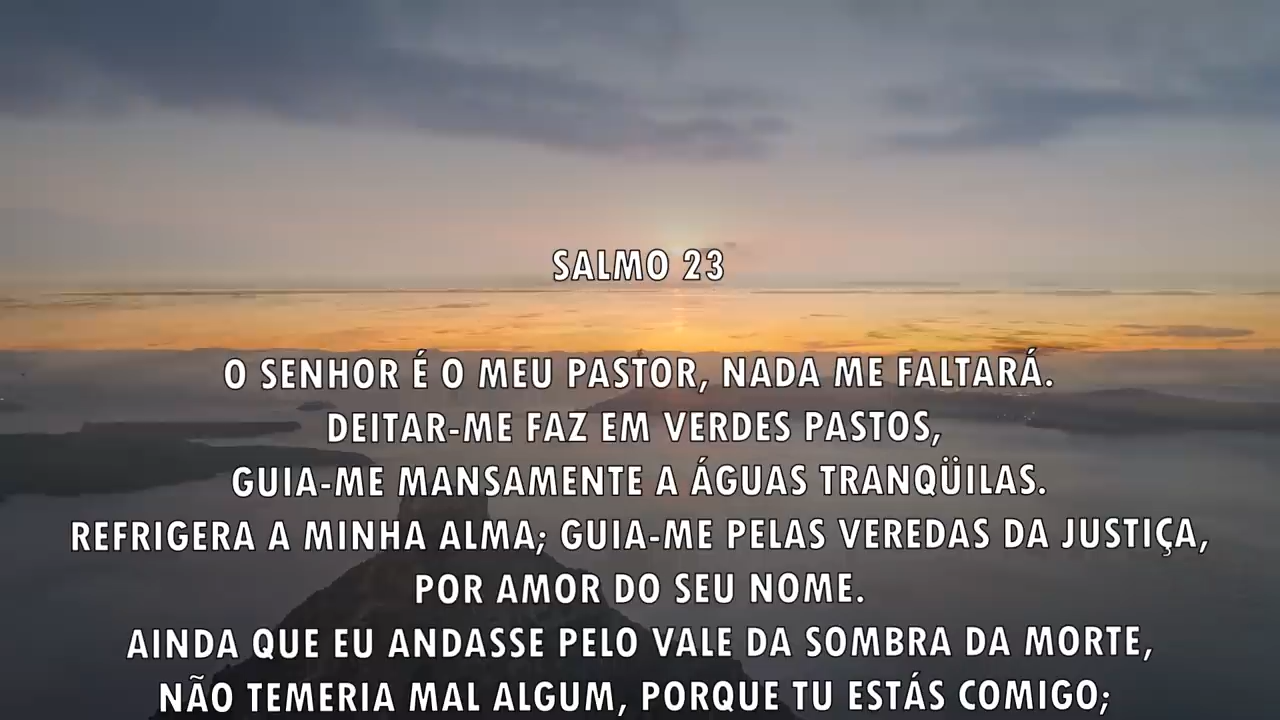 SALMO 23
O SENHOR É O MEU PASTOR, NADA ME FALTARÁ.
DEITAR-ME FAZ EM VERDES PASTOS,
GUIA-ME MANSAMENTE A ÁGUAS TRANQÜILAS.
REFRIGERA A MINHA ALMA; GUIA-ME PELAS VEREDAS DA JUSTIÇA,
POR AMOR DO SEU NOME.
AINDA QUE EU ANDASSE PELO VALE DA SOMBRA DA MORTE,
NÃO TEMERIA MAL ALGUM, PORQUE TU ESTÁS COMIGO;